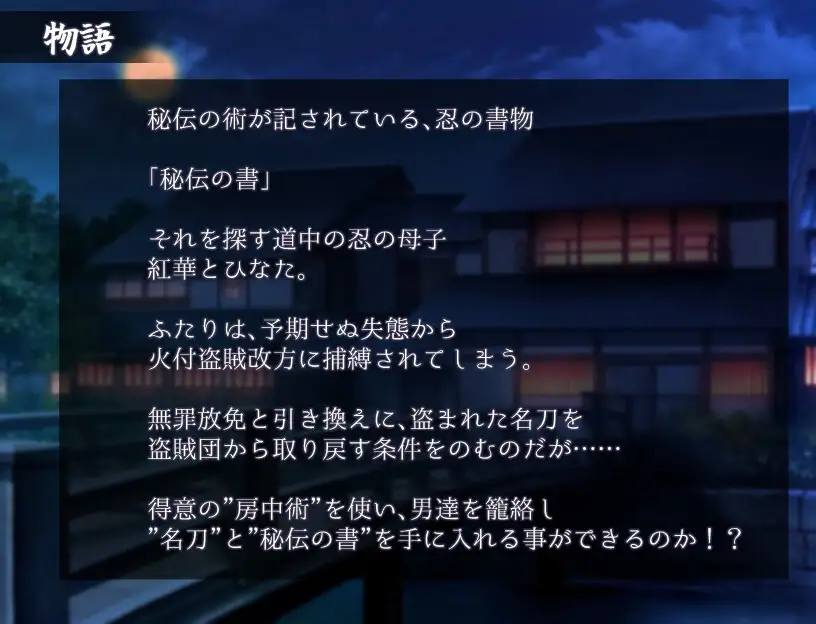 物語
秘伝の術が記されている、忍の書物
「秘伝の書」
それを探す道中の忍の母子
紅華とひなた。
ふたりは、予期せぬ失態から
火付盗賊改方に捕縛されてしまう。
無罪放免と引き換えに、盗まれた名刀を
盗賊団から取り戻す条件をのむのだが……
得意の”房中術”を使い、男達を籠絡し
”名刀”と”秘伝の書”を手に入れる事ができるのか！？